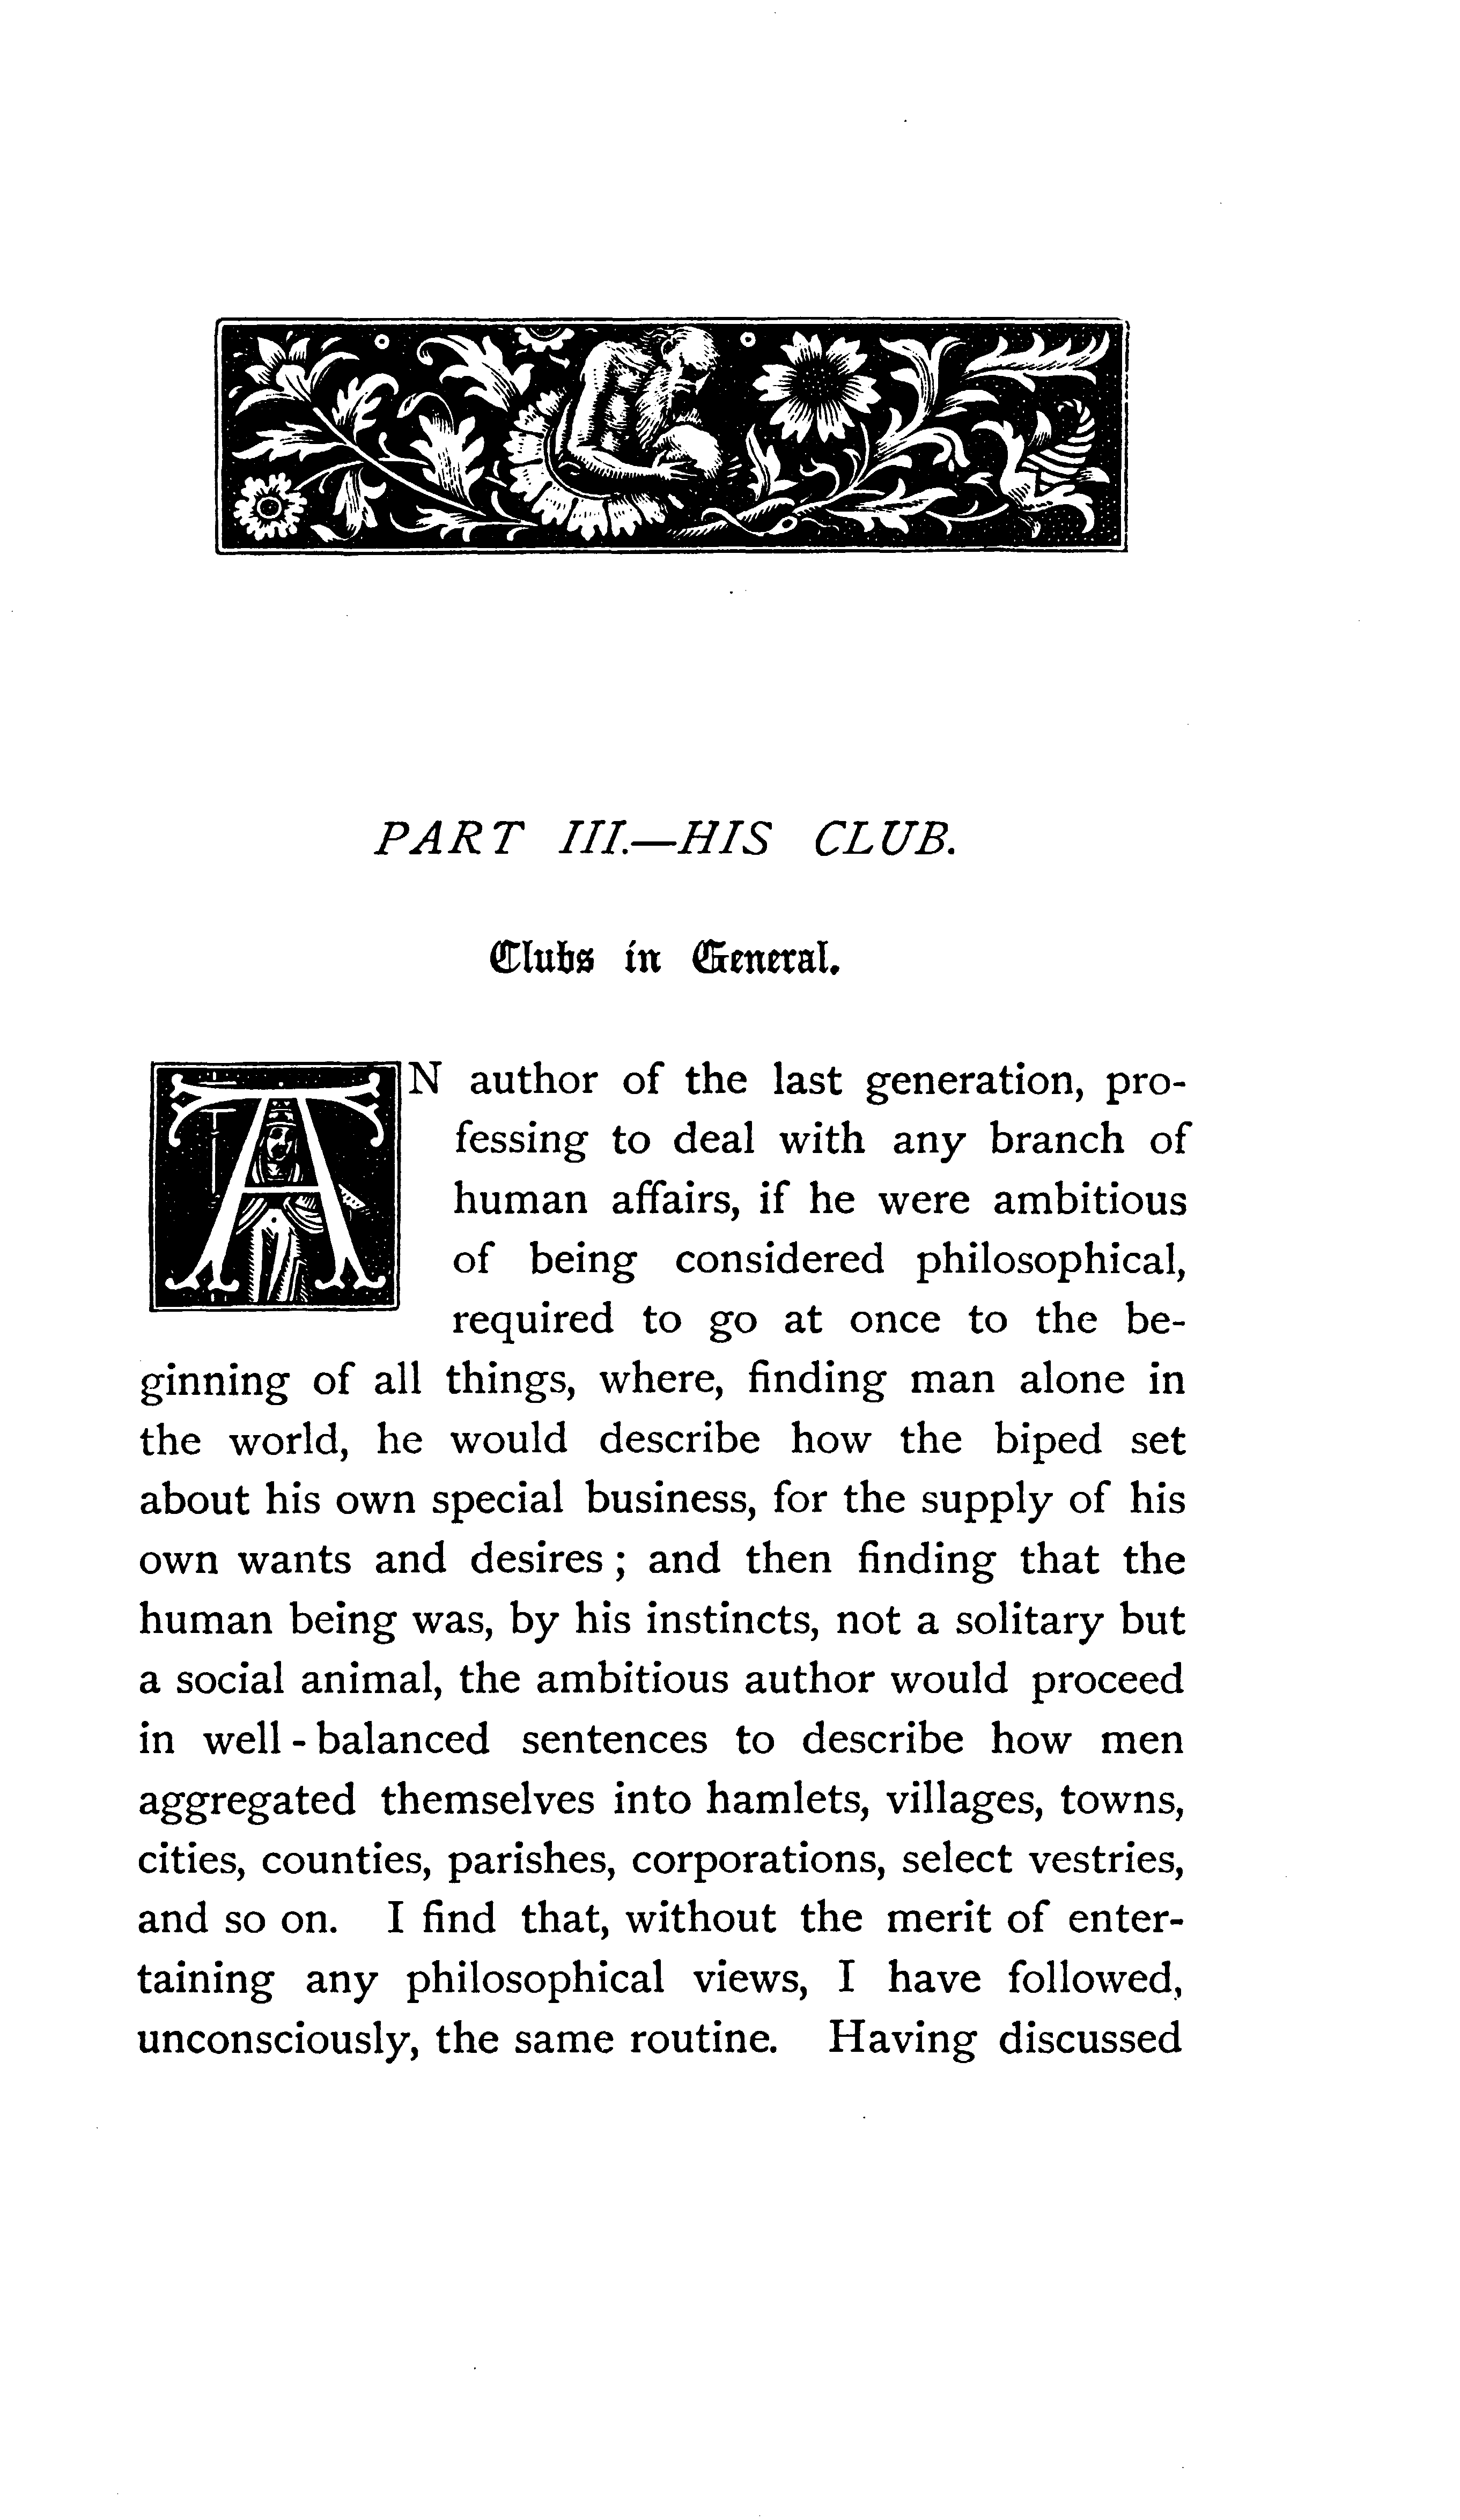 PART III.—HIS CLUB.
Clubs in General.
AN author of the last generation, pro-
fessing to deal with any branch of
human affairs, if he were ambitious
of being considered philosophical,
required to go at once to the be-
ginning of all things, where, finding man alone in
the world, he would describe how the biped set
about his own special business, for the supply of his
own wants and desires ; and then finding that the
human being was, by his instincts, not a solitary but
a social animal, the ambitious author would proceed
in well - balanced sentences to describe how men
aggregated themselves into hamlets, villages, towns,
cities, counties, parishes, corporations, select vestries,
and so on. I find that, without the merit of enter-
taining any philosophical views, I have followed,
unconsciously, the same routine. Having discussed